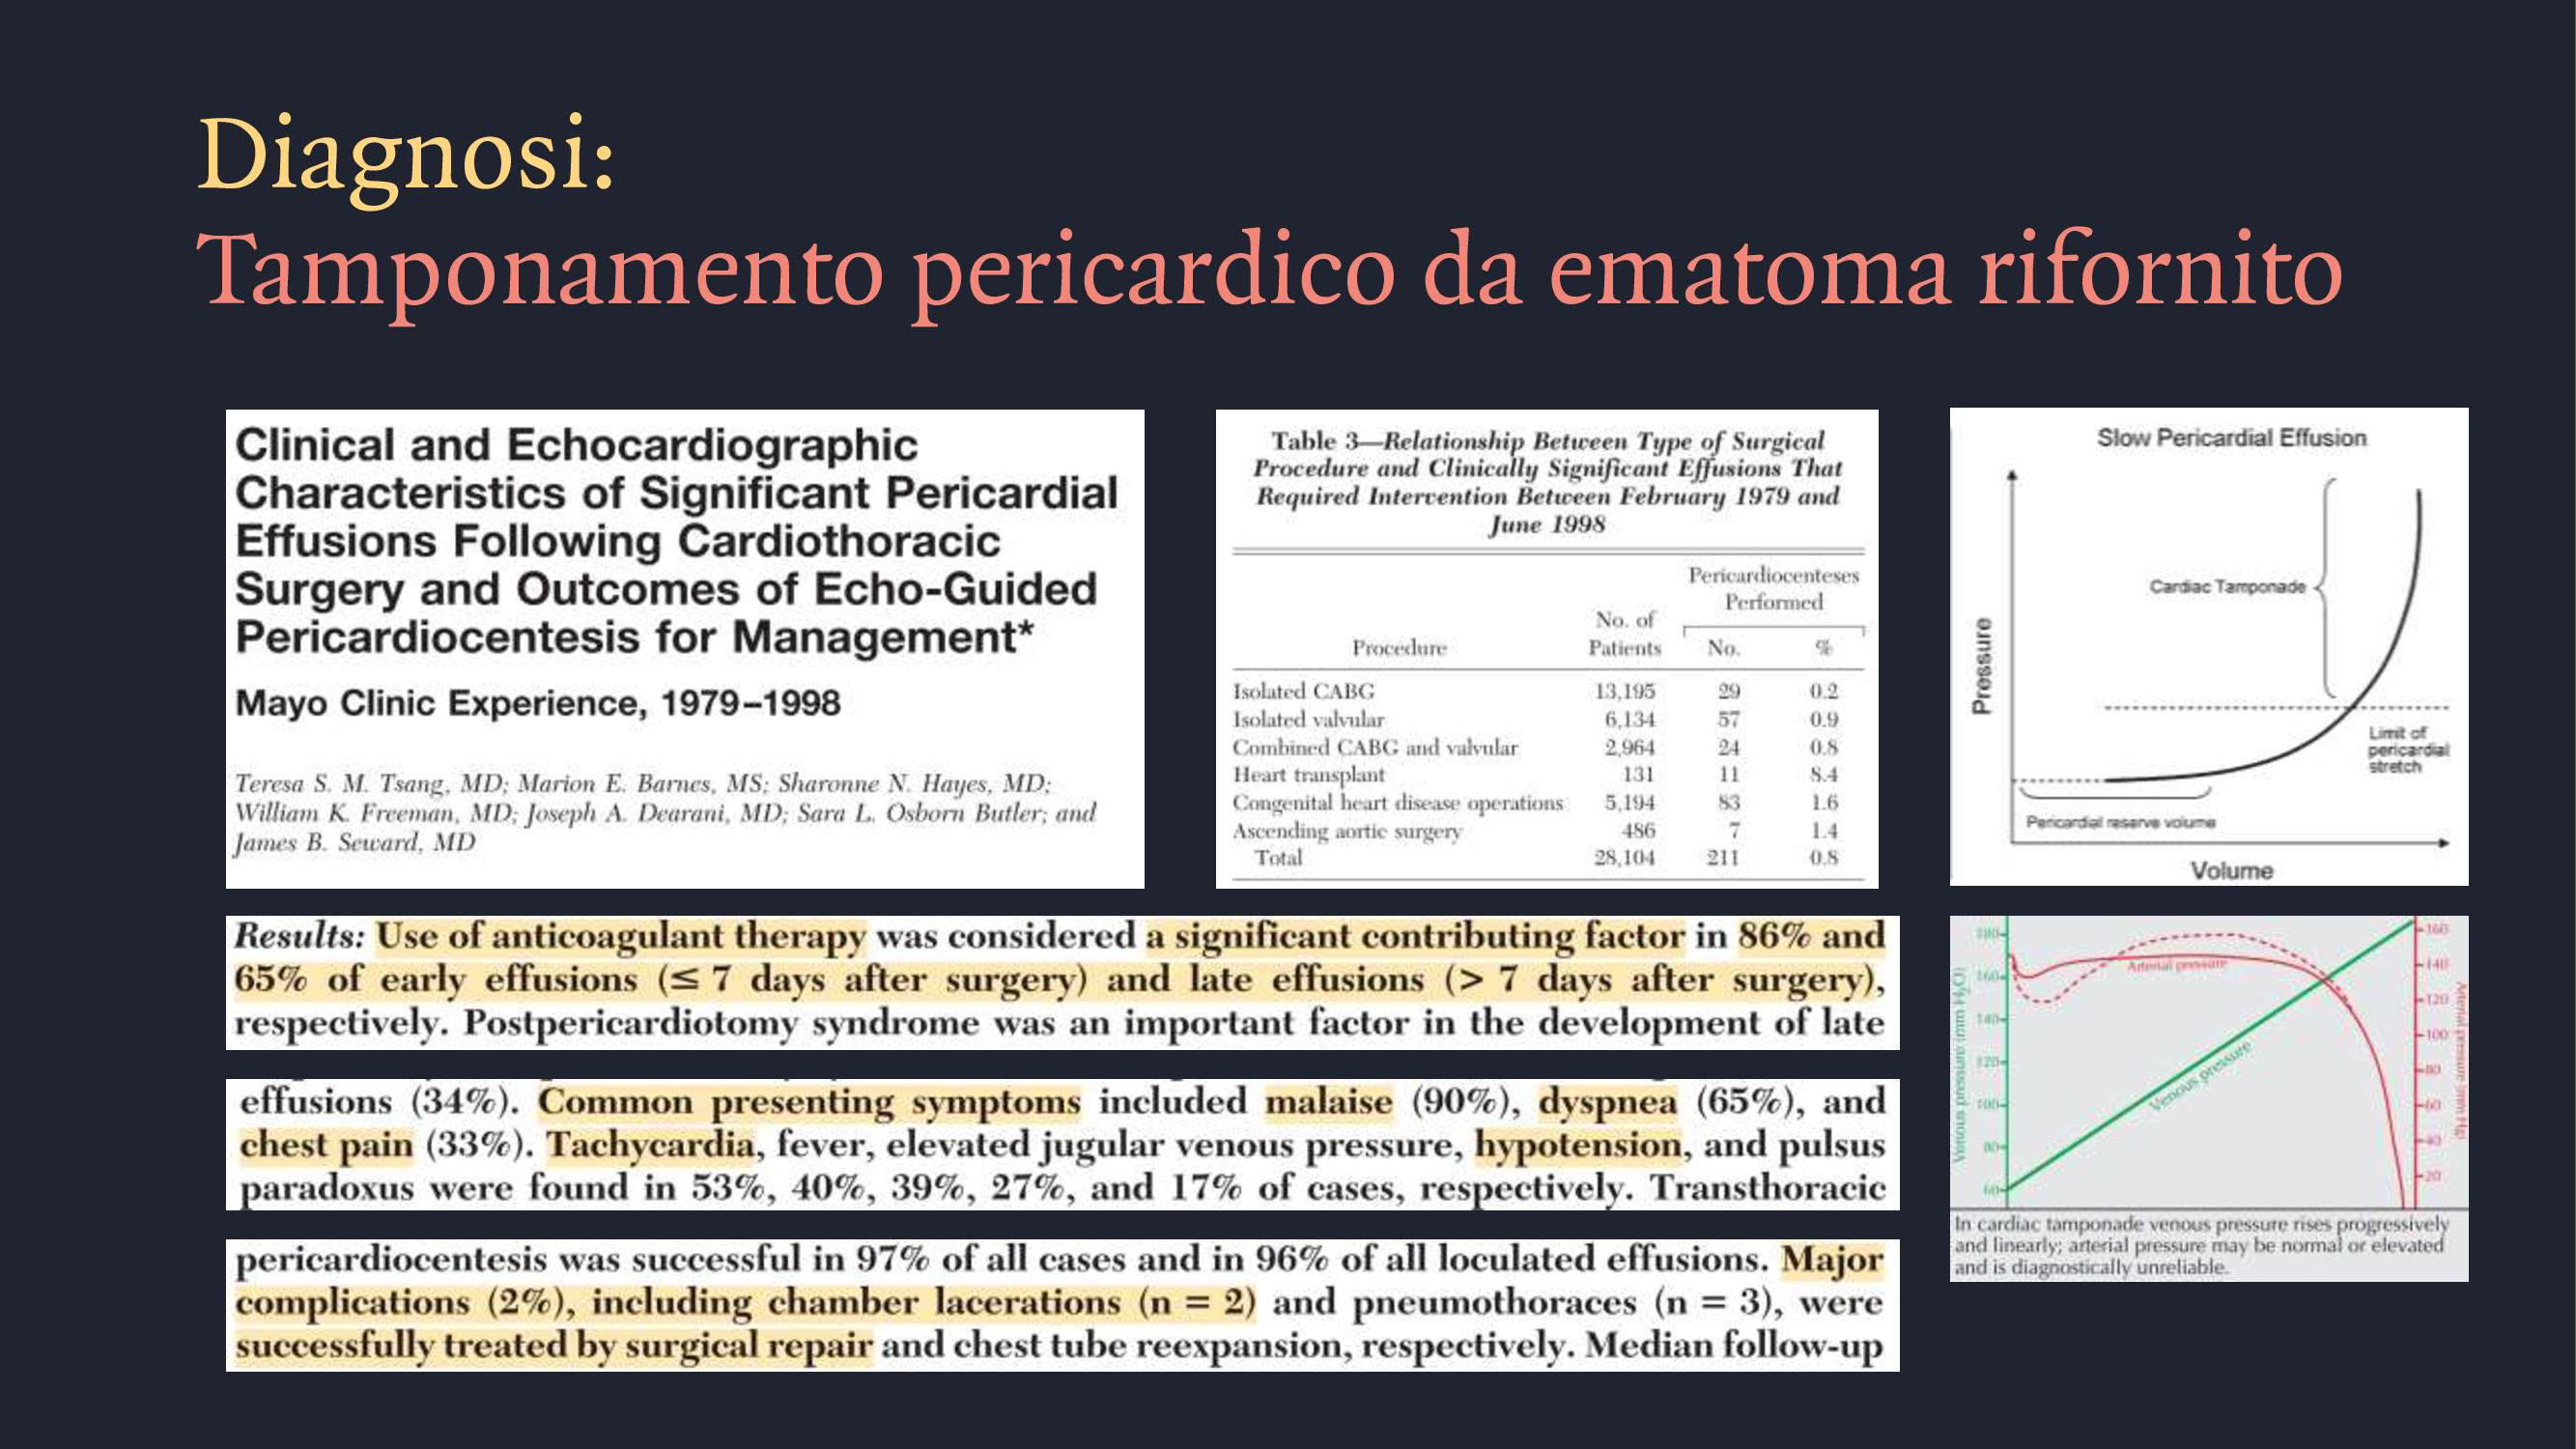 Diagnosi:
Tamponamento pericardico da ematoma rifornito
Clinical and Echocardiographic
Characteristics of Significant Pericardial
Effusions Following Cardiothoracic
Surgery and Outcomes of Echo-Guided
Pericardiocentesis for Management*
Mayo Clinic Experience, 1979–1998
Teresa S. M. Tsang, MD; Marion E. Barnes, MS; Sharonne N. Hayes, MD;
William K. Freeman, MD; Joseph A. Dearani, MD; Sara L. Osborn Butler; and
James B. Seward, MD
Table 3—Relationship Between Type of Surgical
Procedure and Clinically Significant Effusions That
Required Intervention Between February 1979 and
June 1998
Pericardiocenteses
Performed
No. of
Procedure Patients No. %
Isolated CABG 13,195 29 0.2
Isolated valvular 6,134 57 0.9
Combined CABG and valvular 2,964 24 0.8
Heart transplant 131 11 8.4
Congenital heart disease operations 5,194 83 1.6
Ascending aortic surgery 486 7 1.4
Total 28,104 211 0.8
Slow Pericardial Effusion
Cardiac Tamponade
Pressure
Limit of
pericardial
stretch
Pericardial reserve volume
Volume
Results: Use of anticoagulant therapy was considered a significant contributing factor in 86% and
65% of early effusions (≤ 7 days after surgery) and late effusions (> 7 days after surgery),
respectively. Postpericardiotomy syndrome was an important factor in the development of late
effusions (34%). Common presenting symptoms included malaise (90%), dyspnea (65%), and
chest pain (33%). Tachycardia, fever, elevated jugular venous pressure, hypotension, and pulsus
paradoxus were found in 53%, 40%, 39%, 27%, and 17% of cases, respectively. Transthoracic
pericardiocentesis was successful in 97% of all cases and in 96% of all loculated effusions. Major
complications (2%), including chamber lacerations (n = 2) and pneumothoraces (n = 3), were
successfully treated by surgical repair and chest tube reexpansion, respectively. Median follow-up
Venous pressure (mm H₂O)
180
160
140
120
100
80
60
Arterial pressure
Venous pressure
160
140
120
100
80
60
40
20
Arterial pressure (mm Hg)
In cardiac tamponade venous pressure rises progressively
and linearly; arterial pressure may be normal or elevated
and is diagnostically unreliable.